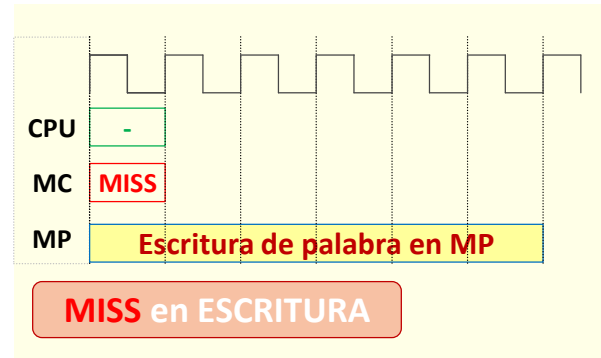 CPU -
MC MISS
MP Escritura de palabra en MP
MISS en ESCRITURA